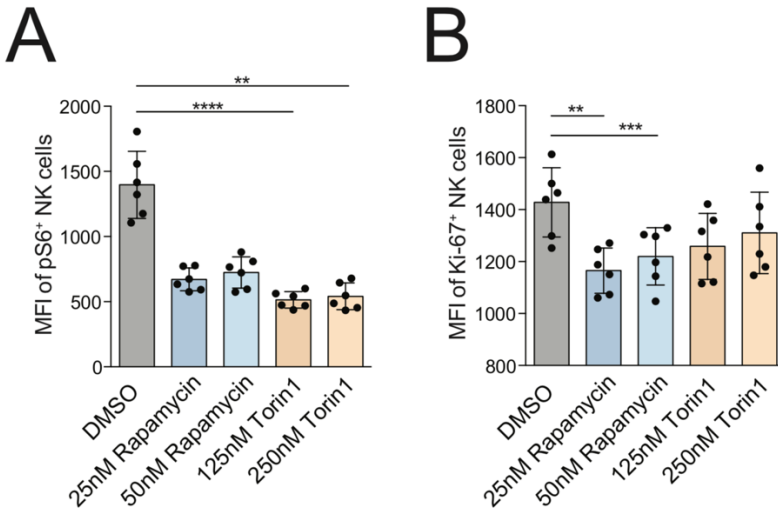 A
**
****
2000
1500
1000
500
0
MFI of pS6⁺ NK cells
DMSO
25nM Rapamycin
50nM Rapamycin
125nM Torin1
250nM Torin1
B
**
***
1800
1600
1400
1200
1000
800
MFI of Ki-67⁺ NK cells
DMSO
25nM Rapamycin
50nM Rapamycin
125nM Torin1
250nM Torin1